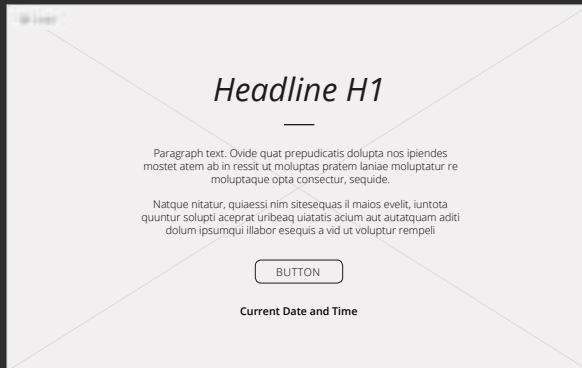 Headline H1
Paragraph text. Ovide quat prepudicatis dolupta nos ipiendes
mostet atem ab in ressit ut moluptas pratem laniae moluptatur re
moluptaque opta consectur, sequide.
Natque nitatur, quiaessi nim sitesequas il maios evelit, iuntota
quuntur solupti aceprat uribeaq uiatatis acium aut autatquam aditi
dolum ipsumqui illabor esequis a vid ut voluptur rempeli
BUTTON
Current Date and Time